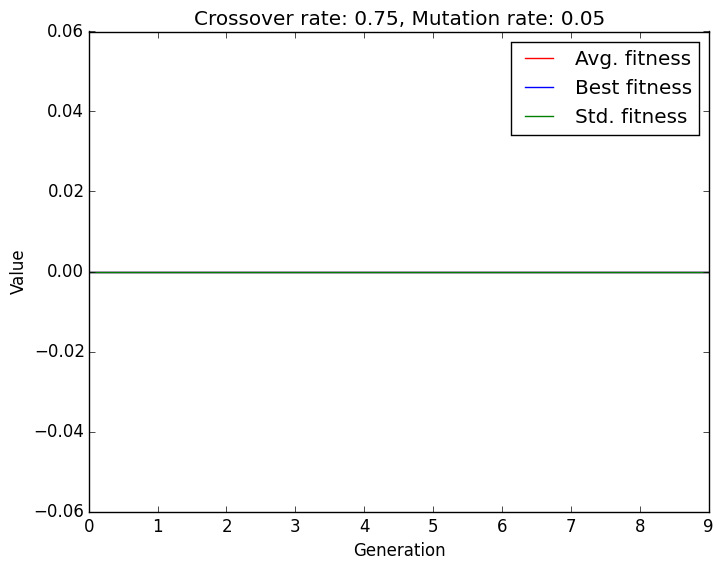 Crossover rate: 0.75, Mutation rate: 0.05
0.06
0.04
0.02
0.00
−0.02
−0.04
−0.06
Value
Avg. fitness
Best fitness
Std. fitness
0 1 2 3 4 5 6 7 8 9
Generation